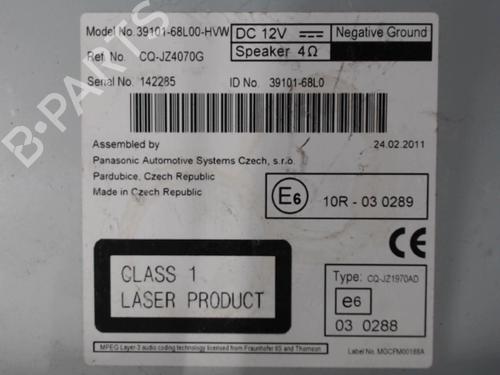 Model No. 39101-68L00-HVW
DC 12V
Negative Ground
Speaker 4Ω
Ref. No. CQ-JZ4070G
Serial No. 142285
ID No. 39101-68L0
Assembled by
24.02.2011
Panasonic Automotive Systems Czech, s.r.o.
Pardubice, Czech Republic
Made in Czech Republic
E6
10R - 03 0289
CE
CLASS 1
LASER PRODUCT
Type: CQ-JZ1970AD
e6
03 0288
MPEG Layer-3 audio coding technology licensed from Fraunhofer IIS and Thomson
Label No. MGCFM00188A
B-PARTS